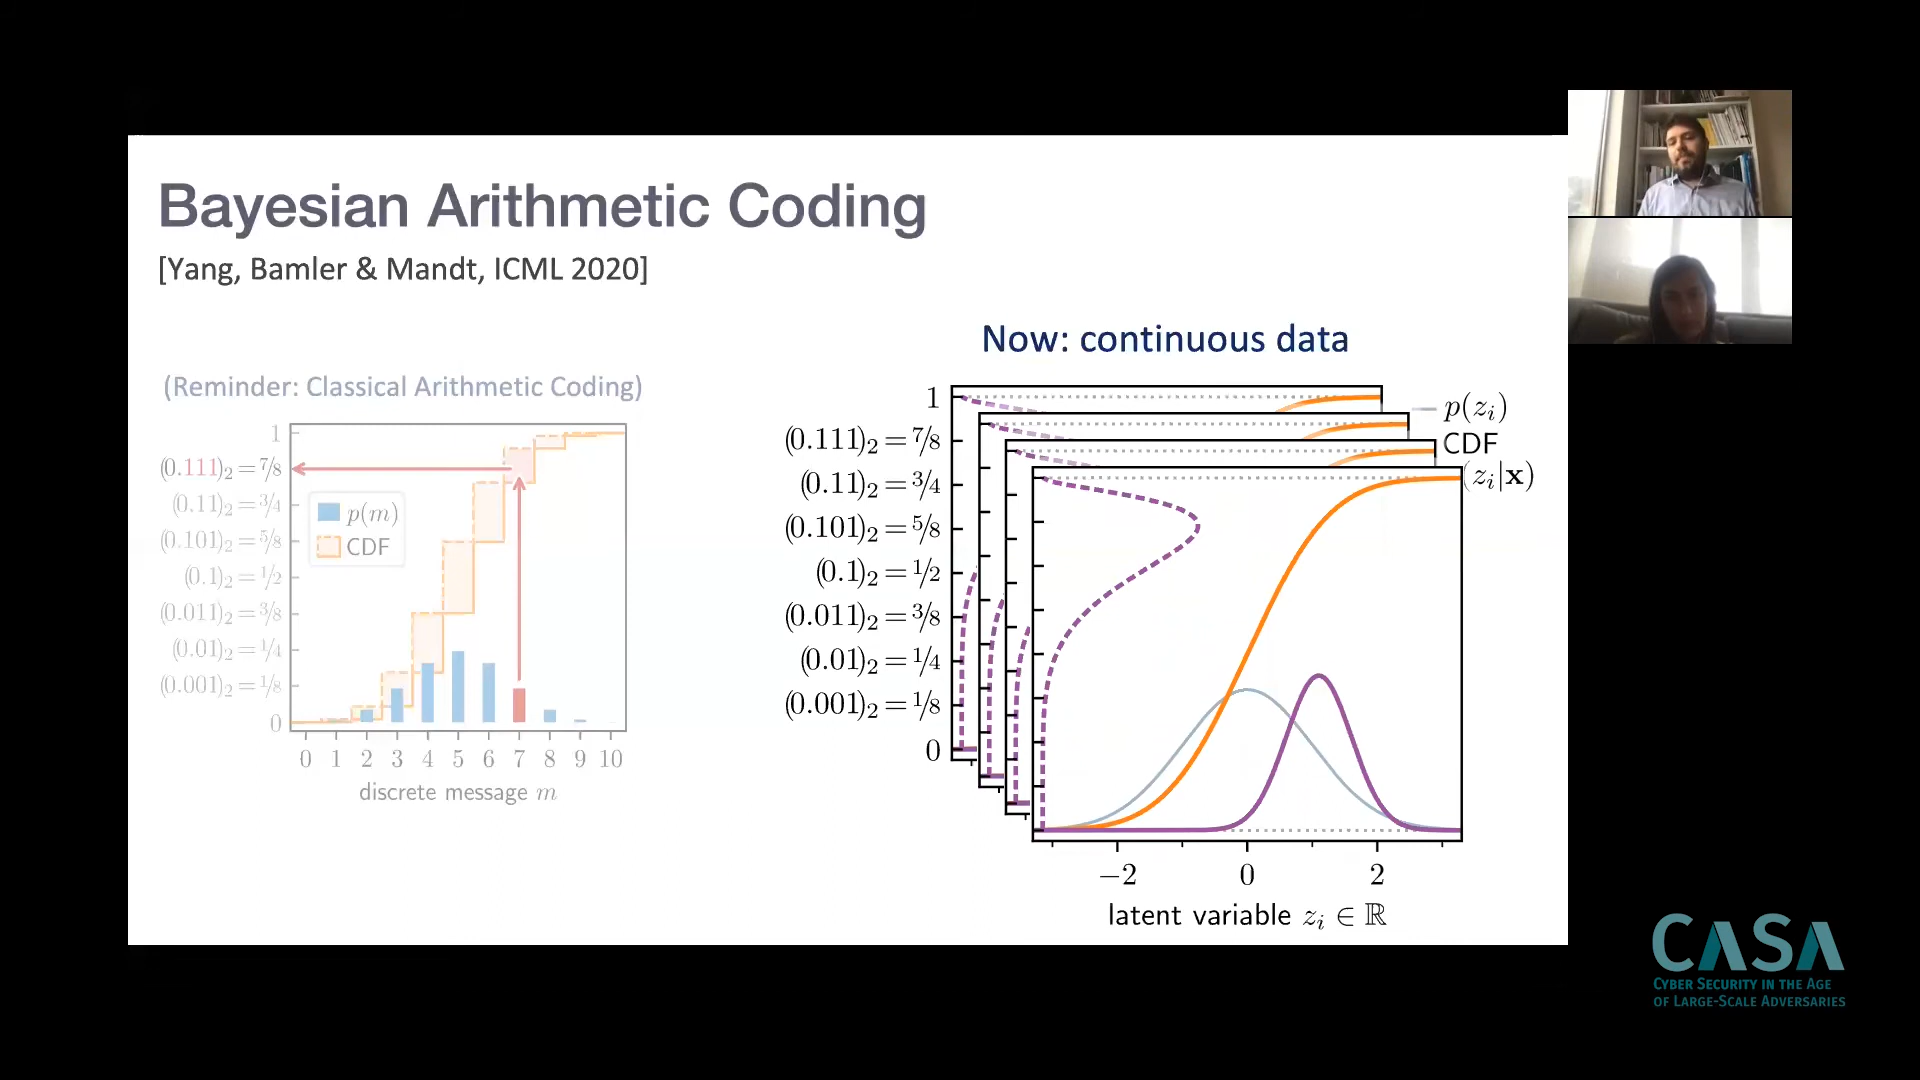 Bayesian Arithmetic Coding
[Yang, Bamler & Mandt, ICML 2020]
(Reminder: Classical Arithmetic Coding)
1
(0.111)₂ = 7/8
(0.11)₂ = 3/4
(0.101)₂ = 5/8
(0.1)₂ = 1/2
(0.011)₂ = 3/8
(0.01)₂ = 1/4
(0.001)₂ = 1/8
0
p(m)
CDF
0 1 2 3 4 5 6 7 8 9 10
discrete message m
Now: continuous data
1
(0.111)₂ = 7/8
(0.11)₂ = 3/4
(0.101)₂ = 5/8
(0.1)₂ = 1/2
(0.011)₂ = 3/8
(0.01)₂ = 1/4
(0.001)₂ = 1/8
0
p(zᵢ)
CDF
(zᵢ|x)
−2 0 2
latent variable zᵢ ∈ ℝ
CASA
CYBER SECURITY IN THE AGE
OF LARGE-SCALE ADVERSARIES